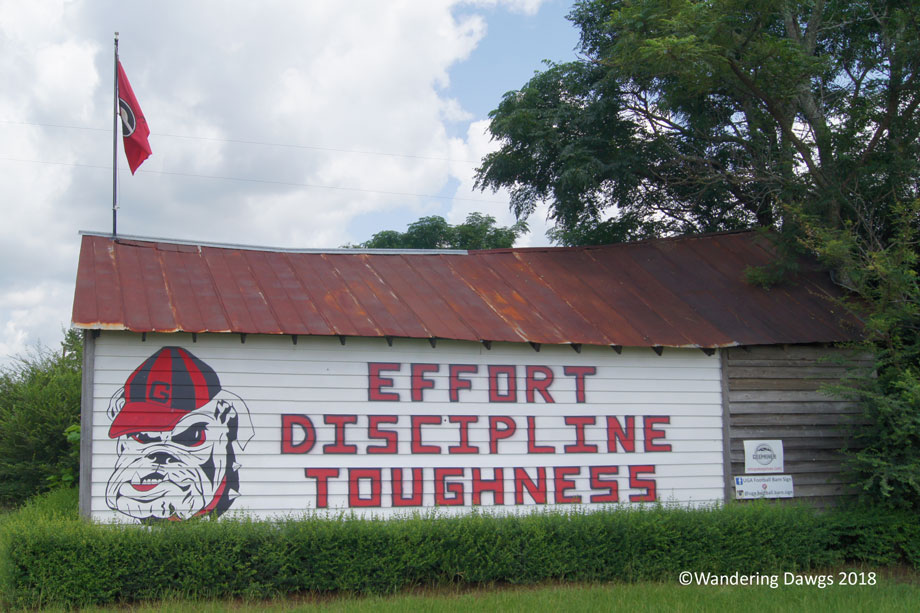 G
EFFORT
DISCIPLINE
TOUGHNESS
©Wandering Dawgs 2018